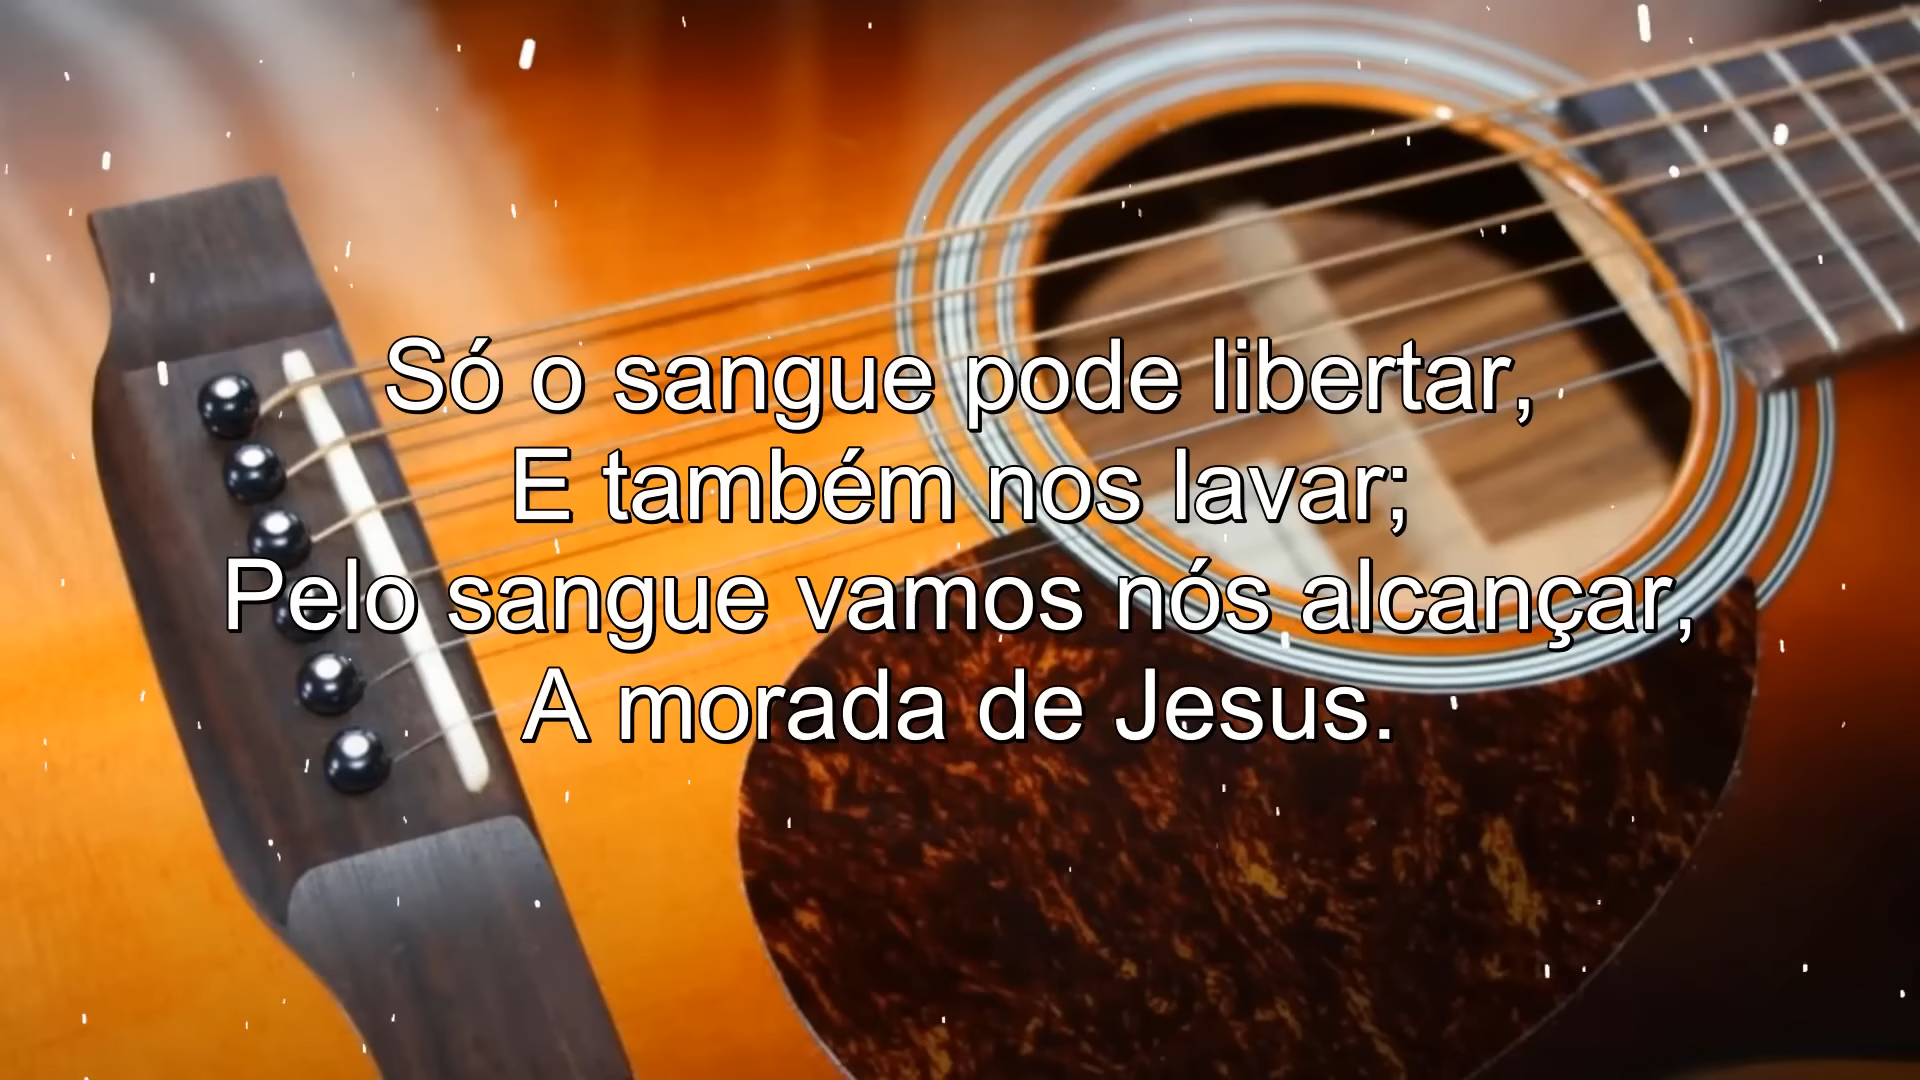 Só o sangue pode libertar,
E também nos lavar;
Pelo sangue vamos nós alcançar,
A morada de Jesus.